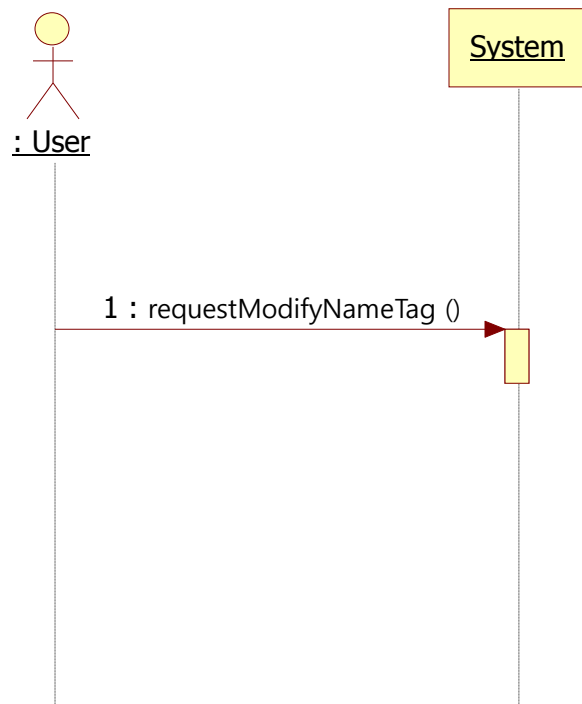 System
: User
1 : requestModifyNameTag ()